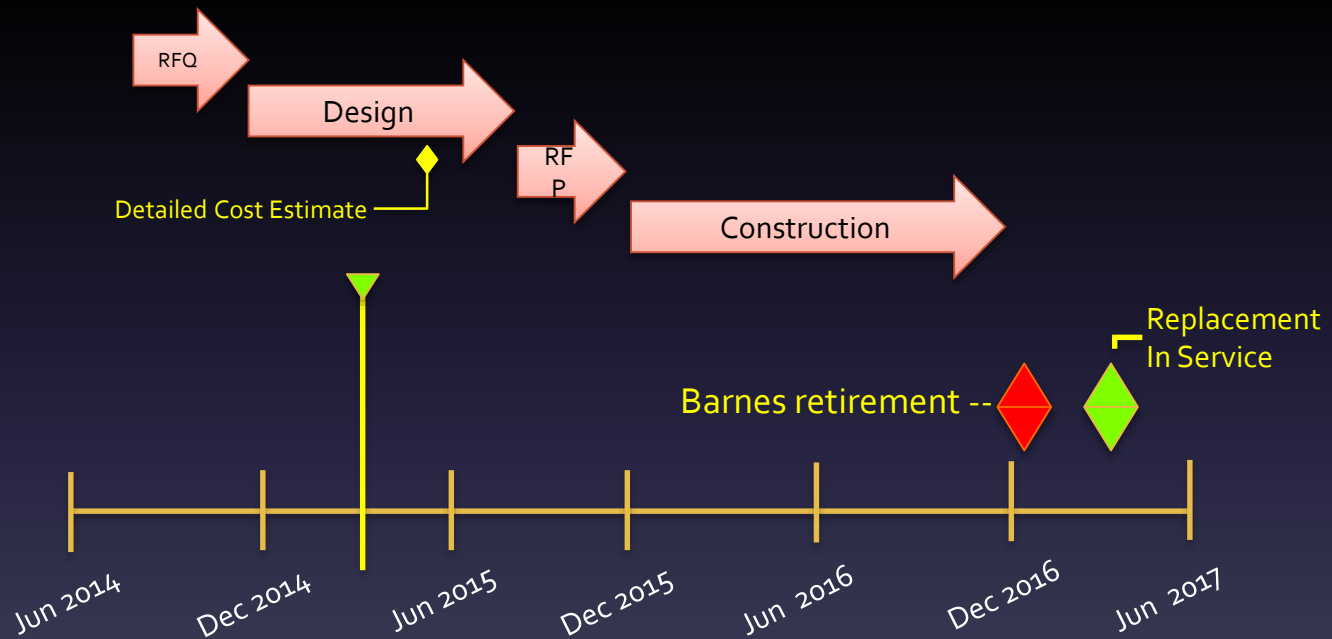 RFQ
Design
RF
P
Detailed Cost Estimate
Construction
Replacement
In Service
Barnes retirement --
Jun 2014
Dec 2014
Jun 2015
Dec 2015
Jun 2016
Dec 2016
Jun 2017